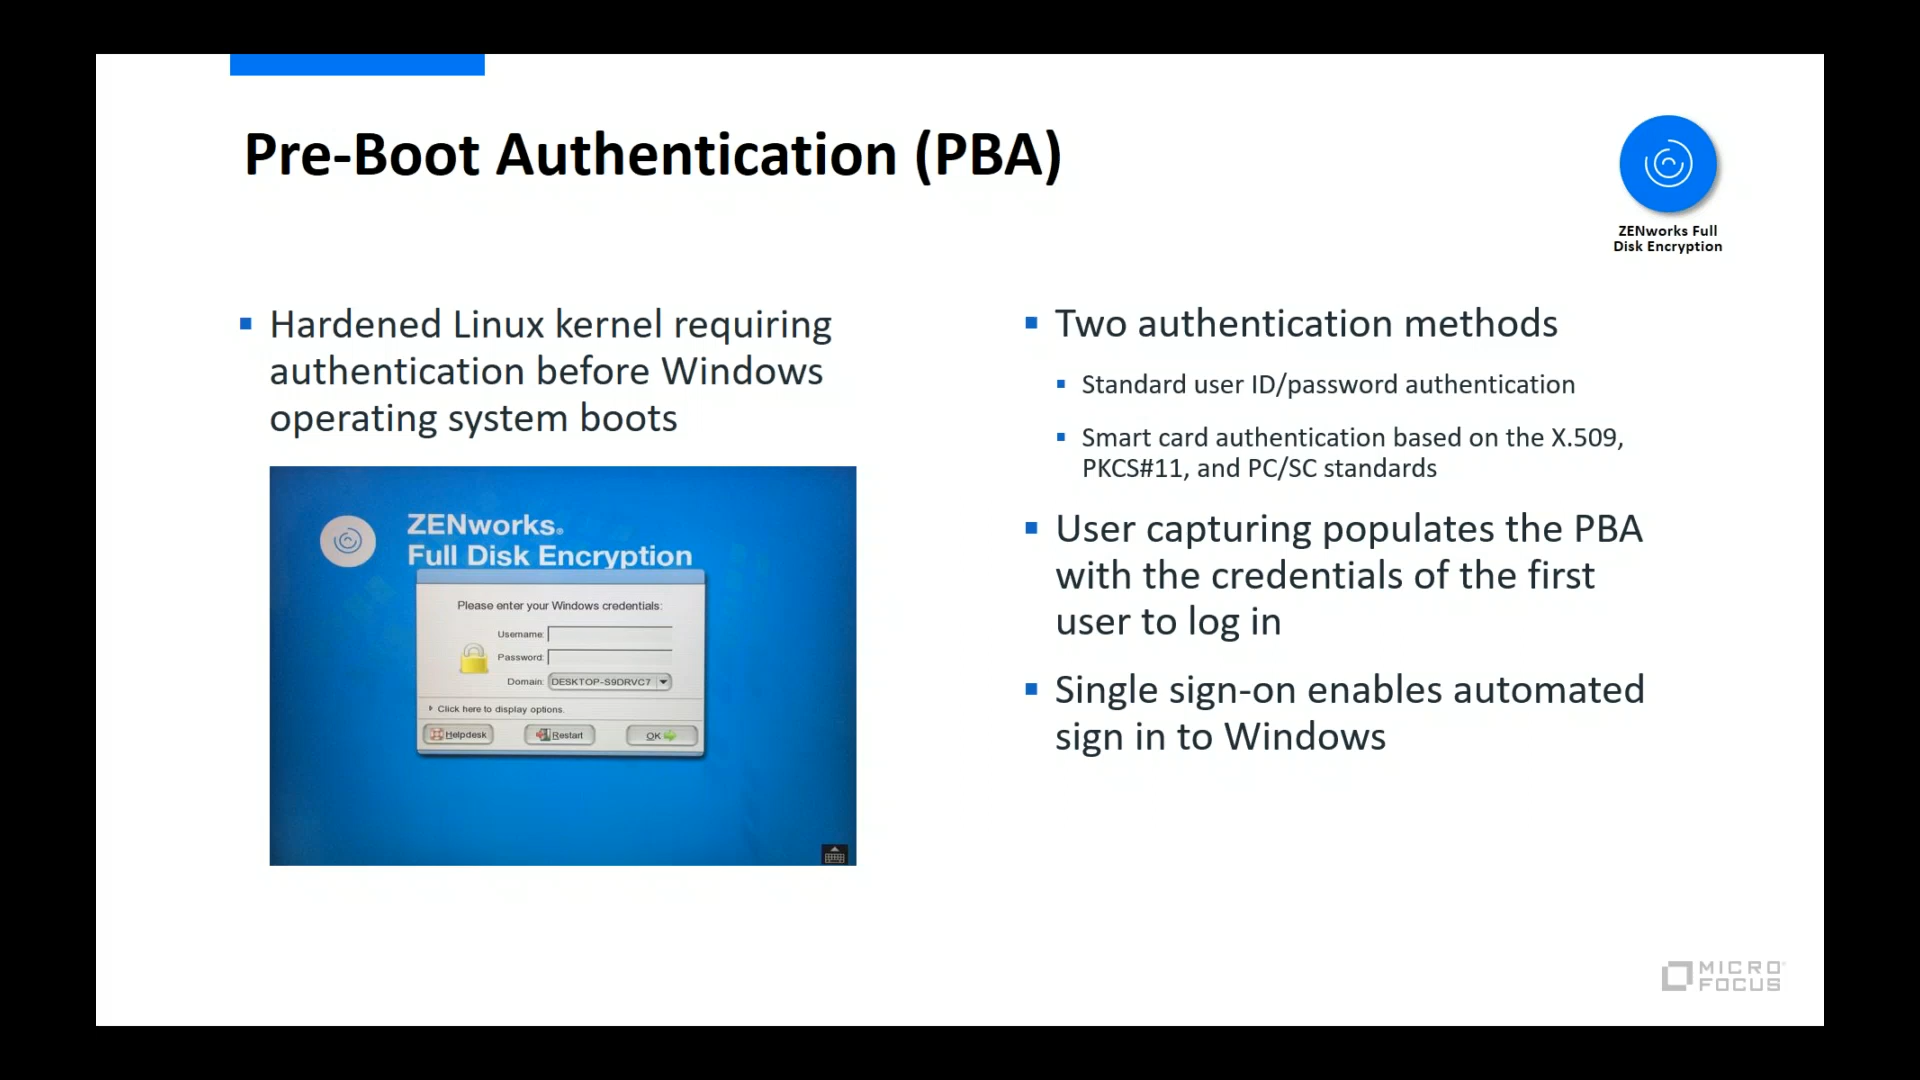 Pre-Boot Authentication (PBA)
ZENworks Full
Disk Encryption
Hardened Linux kernel requiring
authentication before Windows
operating system boots
ZENworks®
Full Disk Encryption
Please enter your Windows credentials:
Username:
Password:
Domain: DESKTOP-S9DRVC7
Click here to display options.
Helpdesk Restart OK
Two authentication methods
Standard user ID/password authentication
Smart card authentication based on the X.509,
PKCS#11, and PC/SC standards
User capturing populates the PBA
with the credentials of the first
user to log in
Single sign-on enables automated
sign in to Windows
MICRO
FOCUS